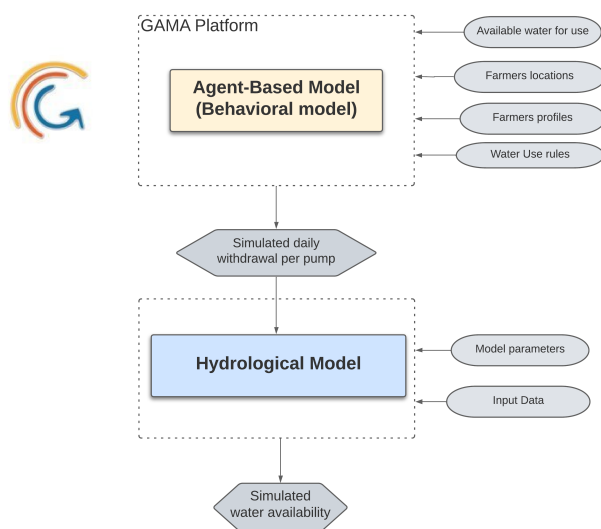 GAMA Platform
Available water for use
Agent-Based Model
(Behavioral model)
Farmers locations
Farmers profiles
Water Use rules
Simulated daily
withdrawal per pump
Hydrological Model
Model parameters
Input Data
Simulated
water availability